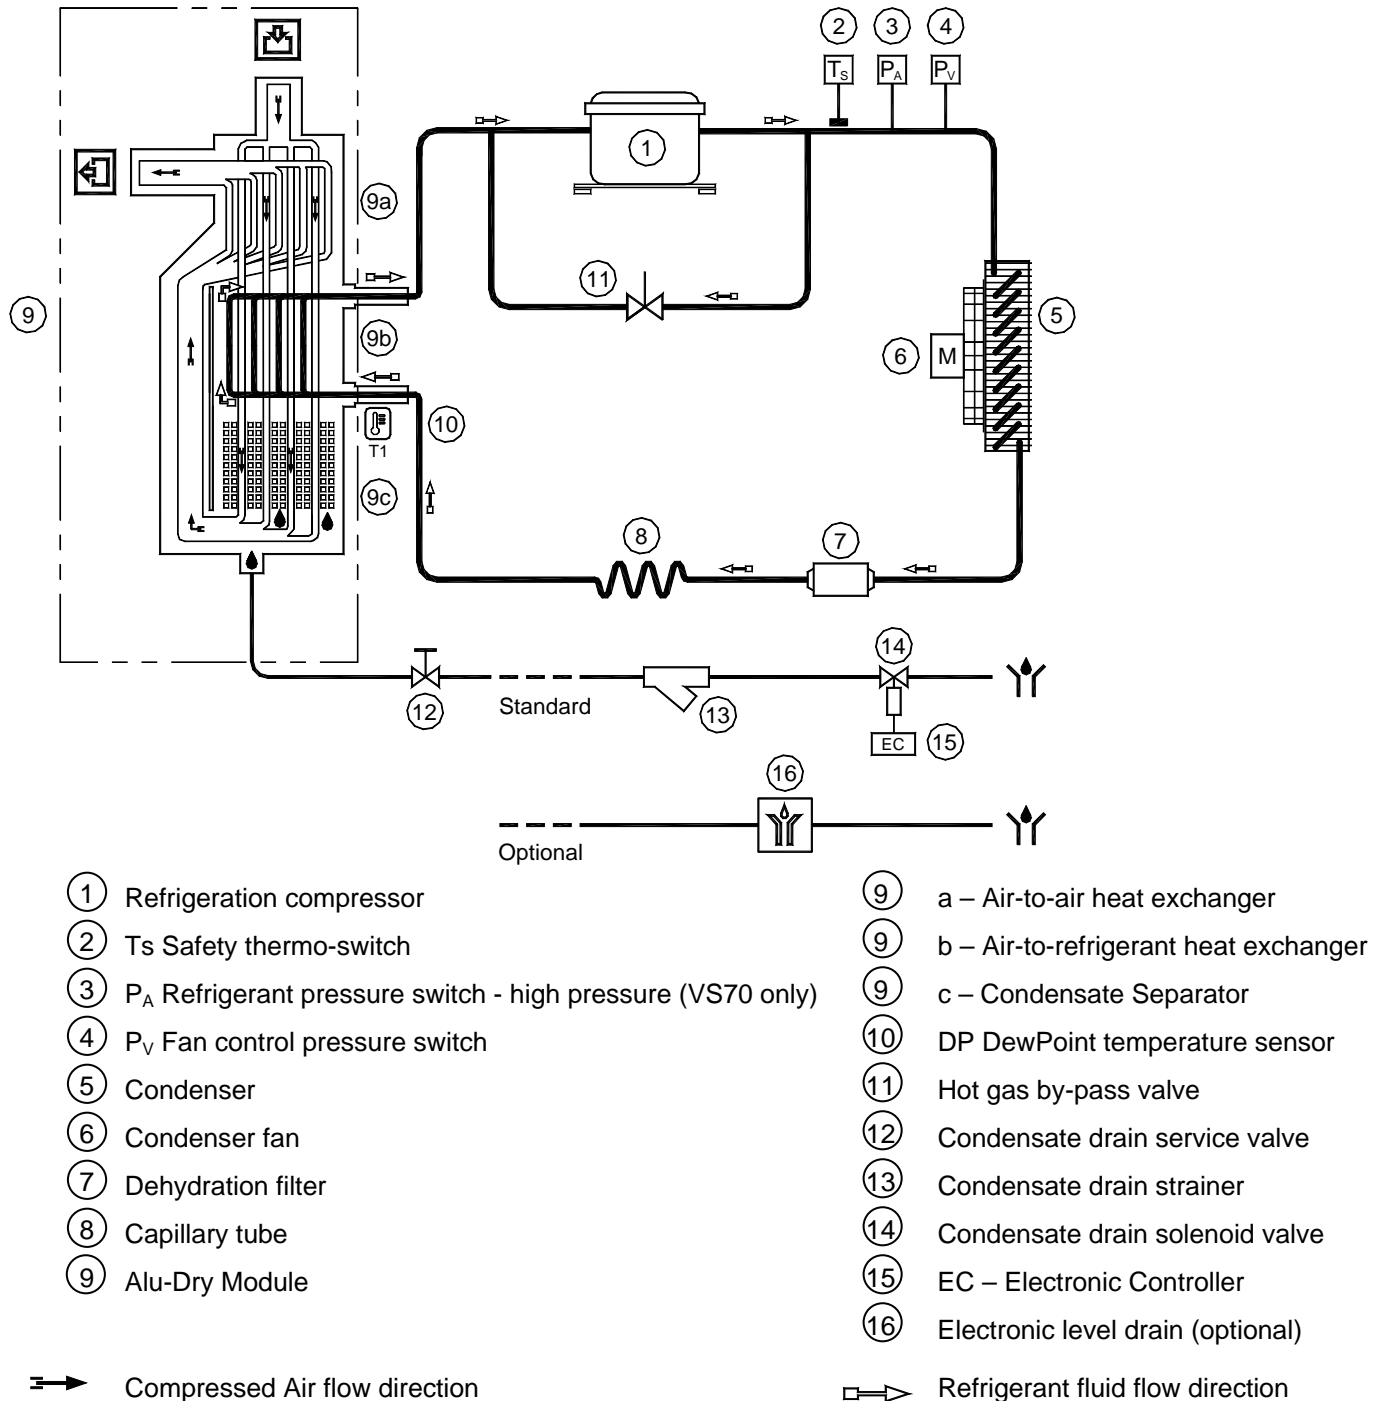 2 3 4
T_S P_A P_V
1
9a
11
9 9b 5
6 M
10
T1
9c
8 7
14
Standard
12 13
EC 15
16
Optional
1 Refrigeration compressor
2 Ts Safety thermo-switch
3 P_A Refrigerant pressure switch - high pressure (VS70 only)
4 P_V Fan control pressure switch
5 Condenser
6 Condenser fan
7 Dehydration filter
8 Capillary tube
9 Alu-Dry Module
9 a – Air-to-air heat exchanger
9 b – Air-to-refrigerant heat exchanger
9 c – Condensate Separator
10 DP DewPoint temperature sensor
11 Hot gas by-pass valve
12 Condensate drain service valve
13 Condensate drain strainer
14 Condensate drain solenoid valve
15 EC – Electronic Controller
16 Electronic level drain (optional)
Compressed Air flow direction
Refrigerant fluid flow direction